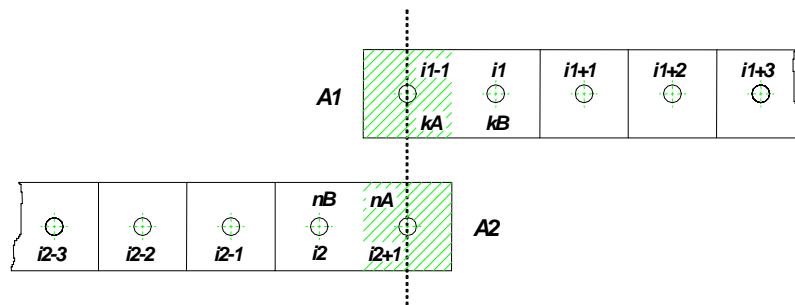 i1-1 i1 i1+1 i1+2 i1+3
A1
kA kB
nB nA
A2
i2-3 i2-2 i2-1 i2 i2+1